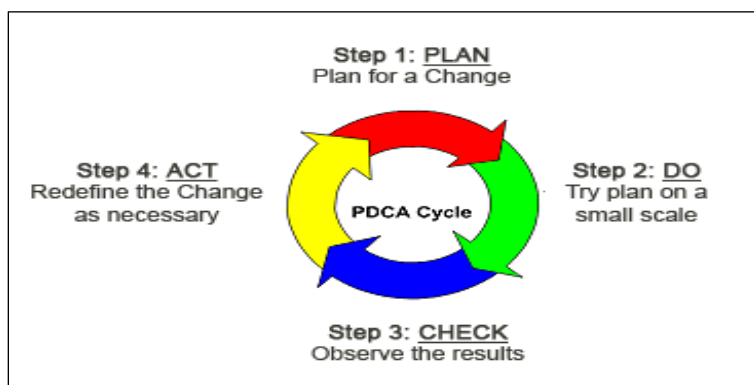 Step 1: PLAN
Plan for a Change
Step 4: ACT
Redefine the Change
as necessary
PDCA Cycle
Step 2: DO
Try plan on a
small scale
Step 3: CHECK
Observe the results